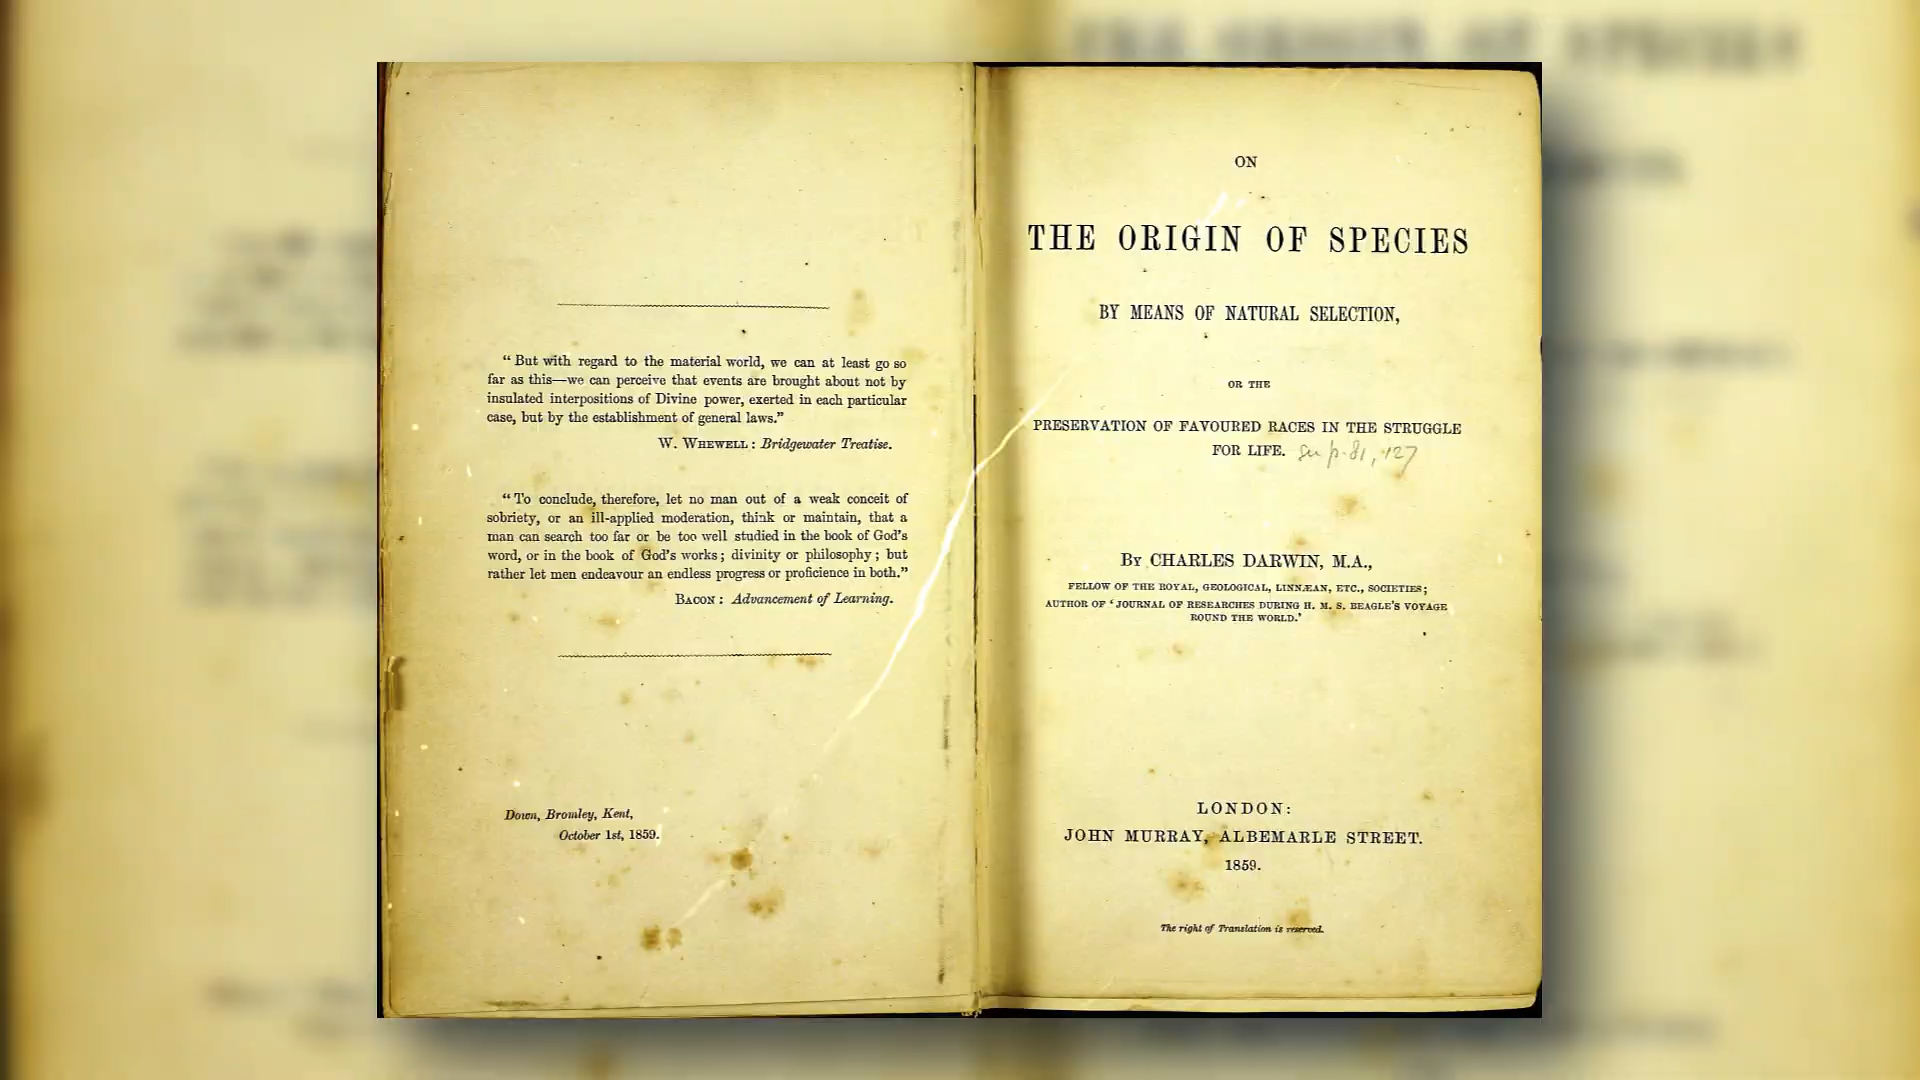 “ But with regard to the material world, we can at least go so
far as this—we can perceive that events are brought about not by
insulated interpositions of Divine power, exerted in each particular
case, but by the establishment of general laws.”
W. WHEWELL : Bridgewater Treatise.
“ To conclude, therefore, let no man out of a weak conceit of
sobriety, or an ill-applied moderation, think or maintain, that a
man can search too far or be too well studied in the book of God’s
word, or in the book of God’s works ; divinity or philosophy ; but
rather let men endeavour an endless progress or proficience in both.”
BACON : Advancement of Learning.
Down, Bromley, Kent,
October 1st, 1859.
ON
THE ORIGIN OF SPECIES
BY MEANS OF NATURAL SELECTION,
OR THE
PRESERVATION OF FAVOURED RACES IN THE STRUGGLE
FOR LIFE. p. 81, 127
BY CHARLES DARWIN, M.A.,
FELLOW OF THE ROYAL, GEOLOGICAL, LINNÆAN, ETC., SOCIETIES ;
AUTHOR OF ‘ JOURNAL OF RESEARCHES DURING H. M. S. BEAGLE’S VOYAGE
ROUND THE WORLD.’
LONDON:
JOHN MURRAY, ALBEMARLE STREET.
1859.
The right of Translation is reserved.